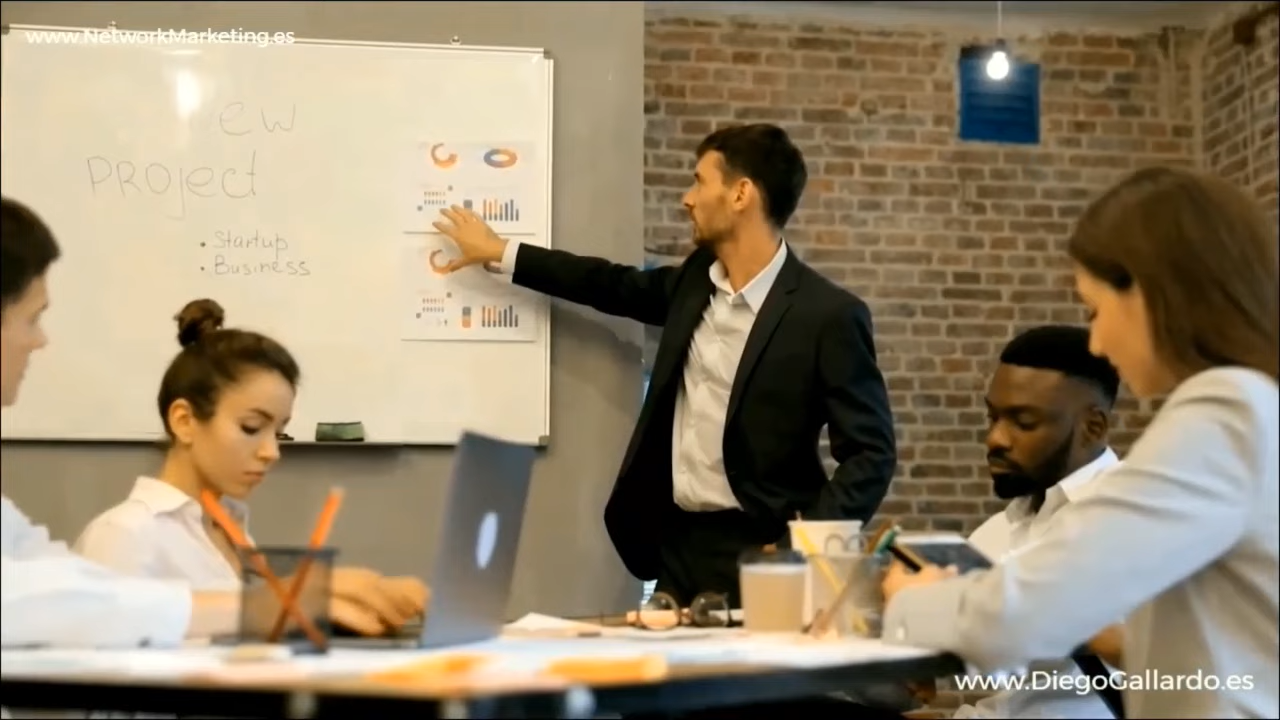 www.NetworkMarketing.es
ew
PROject
• Startup
• Business
www.DiegoGallardo.es